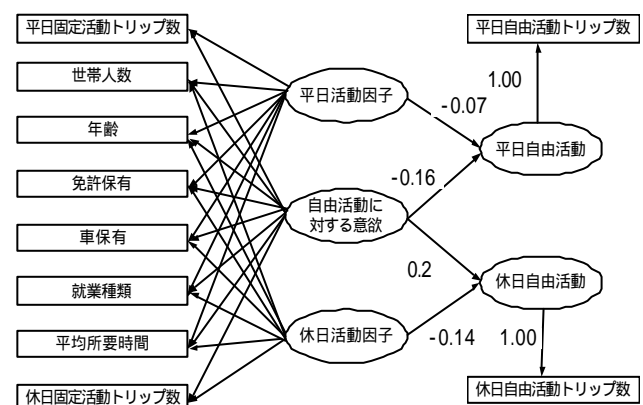 平日固定活動トリップ数
世帯人数
年齢
免許保有
車保有
就業種類
平均所要時間
休日固定活動トリップ数
平日活動因子
自由活動に
対する意欲
休日活動因子
-0.07
-0.16
0.2
-0.14
平日自由活動トリップ数
1.00
平日自由活動
休日自由活動
1.00
休日自由活動トリップ数